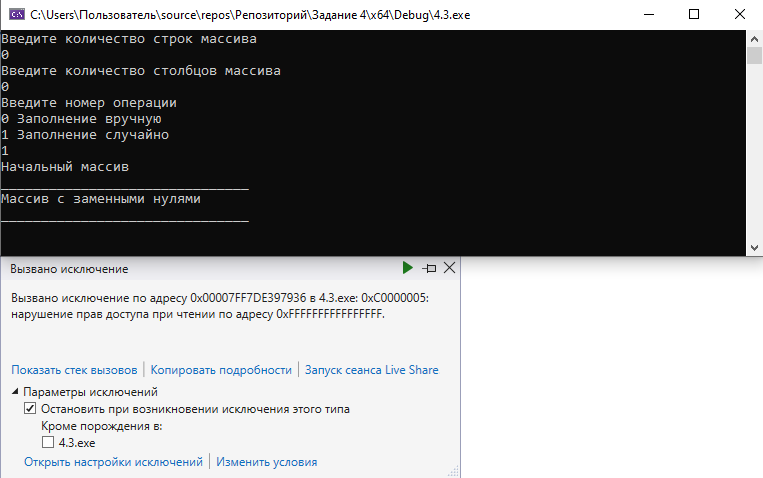 C:\Users\Пользователь\source\repos\Репозиторий\Задание 4\x64\Debug\4.3.exe
Введите количество строк массива
0
Введите количество столбцов массива
0
Введите номер операции
0 Заполнение вручную
1 Заполнение случайно
1
Начальный массив
_______________________________
Массив с заменными нулями
_______________________________
Вызвано исключение
Вызвано исключение по адресу 0x00007FF7DE397936 в 4.3.exe: 0xC0000005:
нарушение прав доступа при чтении по адресу 0xFFFFFFFFFFFFFFFF.
Показать стек вызовов | Копировать подробности | Запуск сеанса Live Share
Параметры исключений
Остановить при возникновении исключения этого типа
Кроме порождения в:
4.3.exe
Открыть настройки исключений | Изменить условия